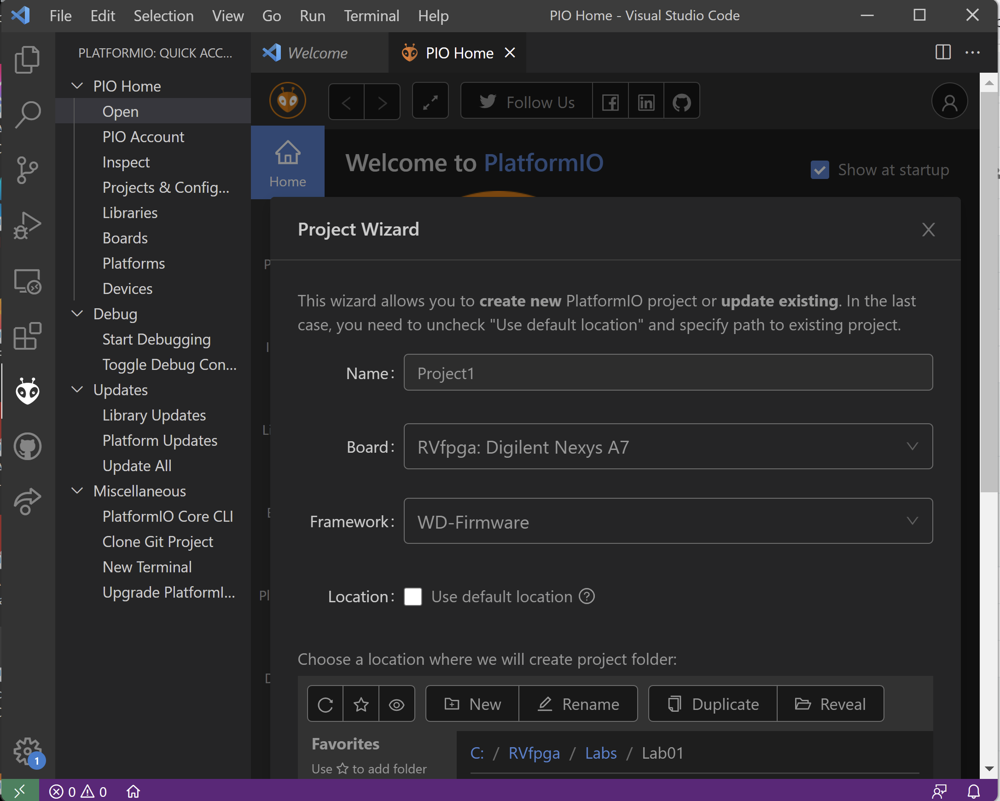 File Edit Selection View Go Run Terminal Help PIO Home - Visual Studio Code
PLATFORMIO: QUICK ACC...
Welcome
PIO Home
PIO Home
Open
PIO Account
Inspect
Projects & Config...
Libraries
Boards
Platforms
Devices
Debug
Start Debugging
Toggle Debug Con...
Updates
Library Updates
Platform Updates
Update All
Miscellaneous
PlatformIO Core CLI
Clone Git Project
New Terminal
Upgrade PlatformI...
1
Follow Us
Home
Welcome to PlatformIO
Show at startup
Project Wizard
This wizard allows you to create new PlatformIO project or update existing. In the last
case, you need to uncheck "Use default location" and specify path to existing project.
Name: Project1
Board: RVfpga: Digilent Nexys A7
Framework: WD-Firmware
Location: Use default location
Choose a location where we will create project folder:
New Rename Duplicate Reveal
Favorites
Use ☆ to add folder
C: / RVfpga / Labs / Lab01
0 0